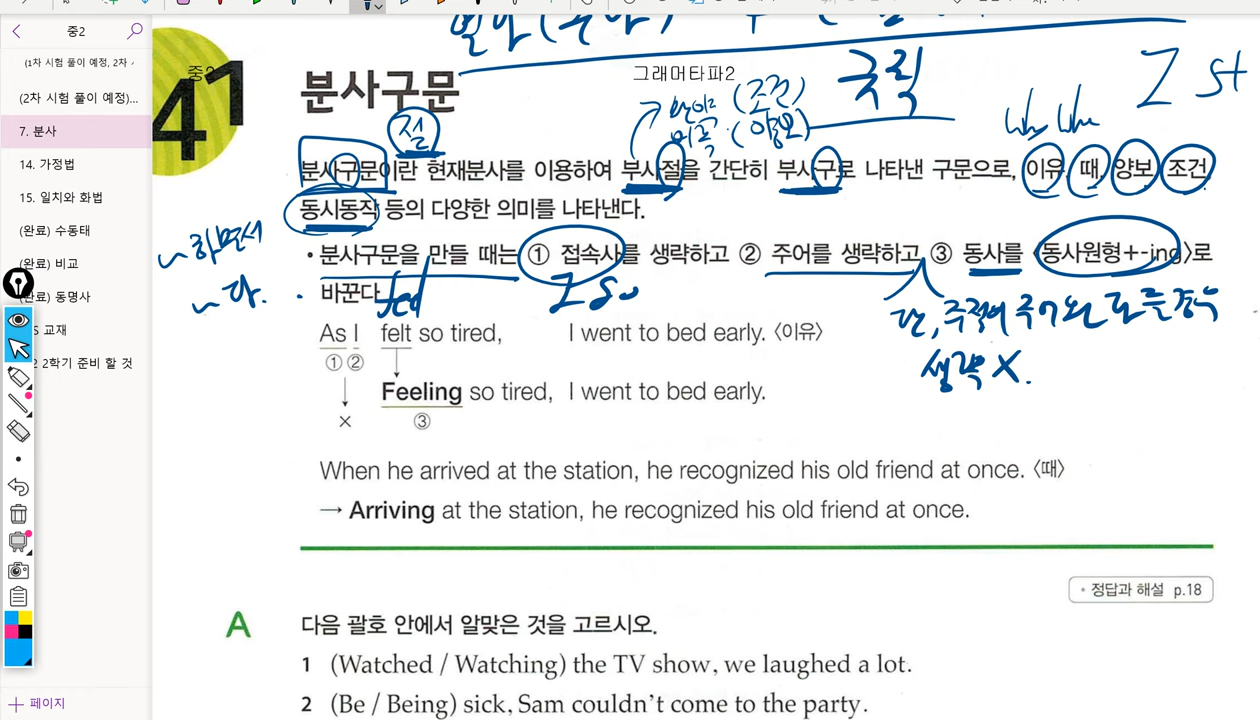 중2
(1차 시험 풀이 예정, 2차
(2차 시험 풀이 예정)...
7. 분사
14. 가정법
15. 일치와 화법
(완료) 수동태
(완료) 비교
완료) 동명사
S 교재
2 2학기 준비 할 것
페이지
중2
41 분사구문
그래머타파2
절
(조건)
(양보)
분사구문이란 현재분사를 이용하여 부사절을 간단히 부사구로 나타낸 구문으로, 이유, 때, 양보, 조건,
동시동작 등의 다양한 의미를 나타낸다.
~하면서
• 분사구문을 만들 때는 ① 접속사를 생략하고 ② 주어를 생략하고, ③ 동사를 〈동사원형+-ing〉로
바꾼다.
~다.
단, 주절의 주어와 다를 경우
생략 X.
As I felt so tired, I went to bed early. 〈이유〉
① ②
Feeling so tired, I went to bed early.
× ③
When he arrived at the station, he recognized his old friend at once. 〈때〉
→ Arriving at the station, he recognized his old friend at once.
• 정답과 해설 p.18
A 다음 괄호 안에서 알맞은 것을 고르시오.
1 (Watched / Watching) the TV show, we laughed a lot.
2 (Be / Being) sick, Sam couldn't come to the party.